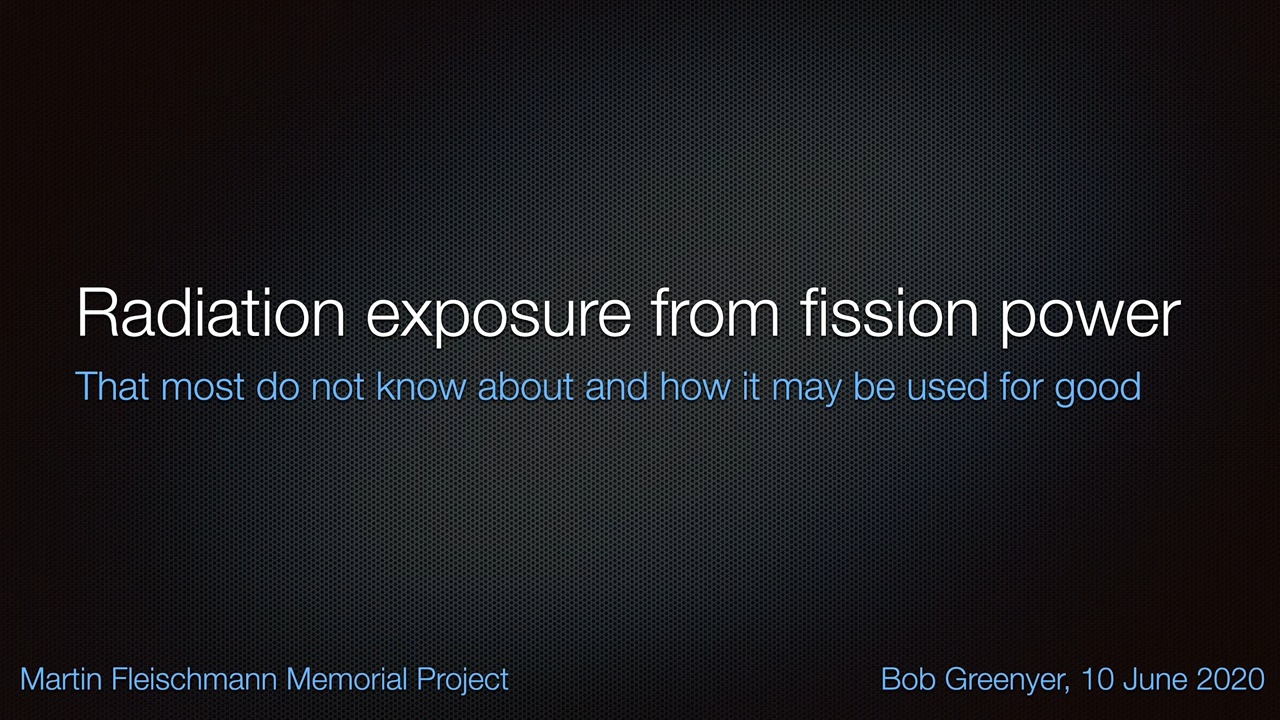 Radiation exposure from fission power
That most do not know about and how it may be used for good
Martin Fleischmann Memorial Project
Bob Greenyer, 10 June 2020